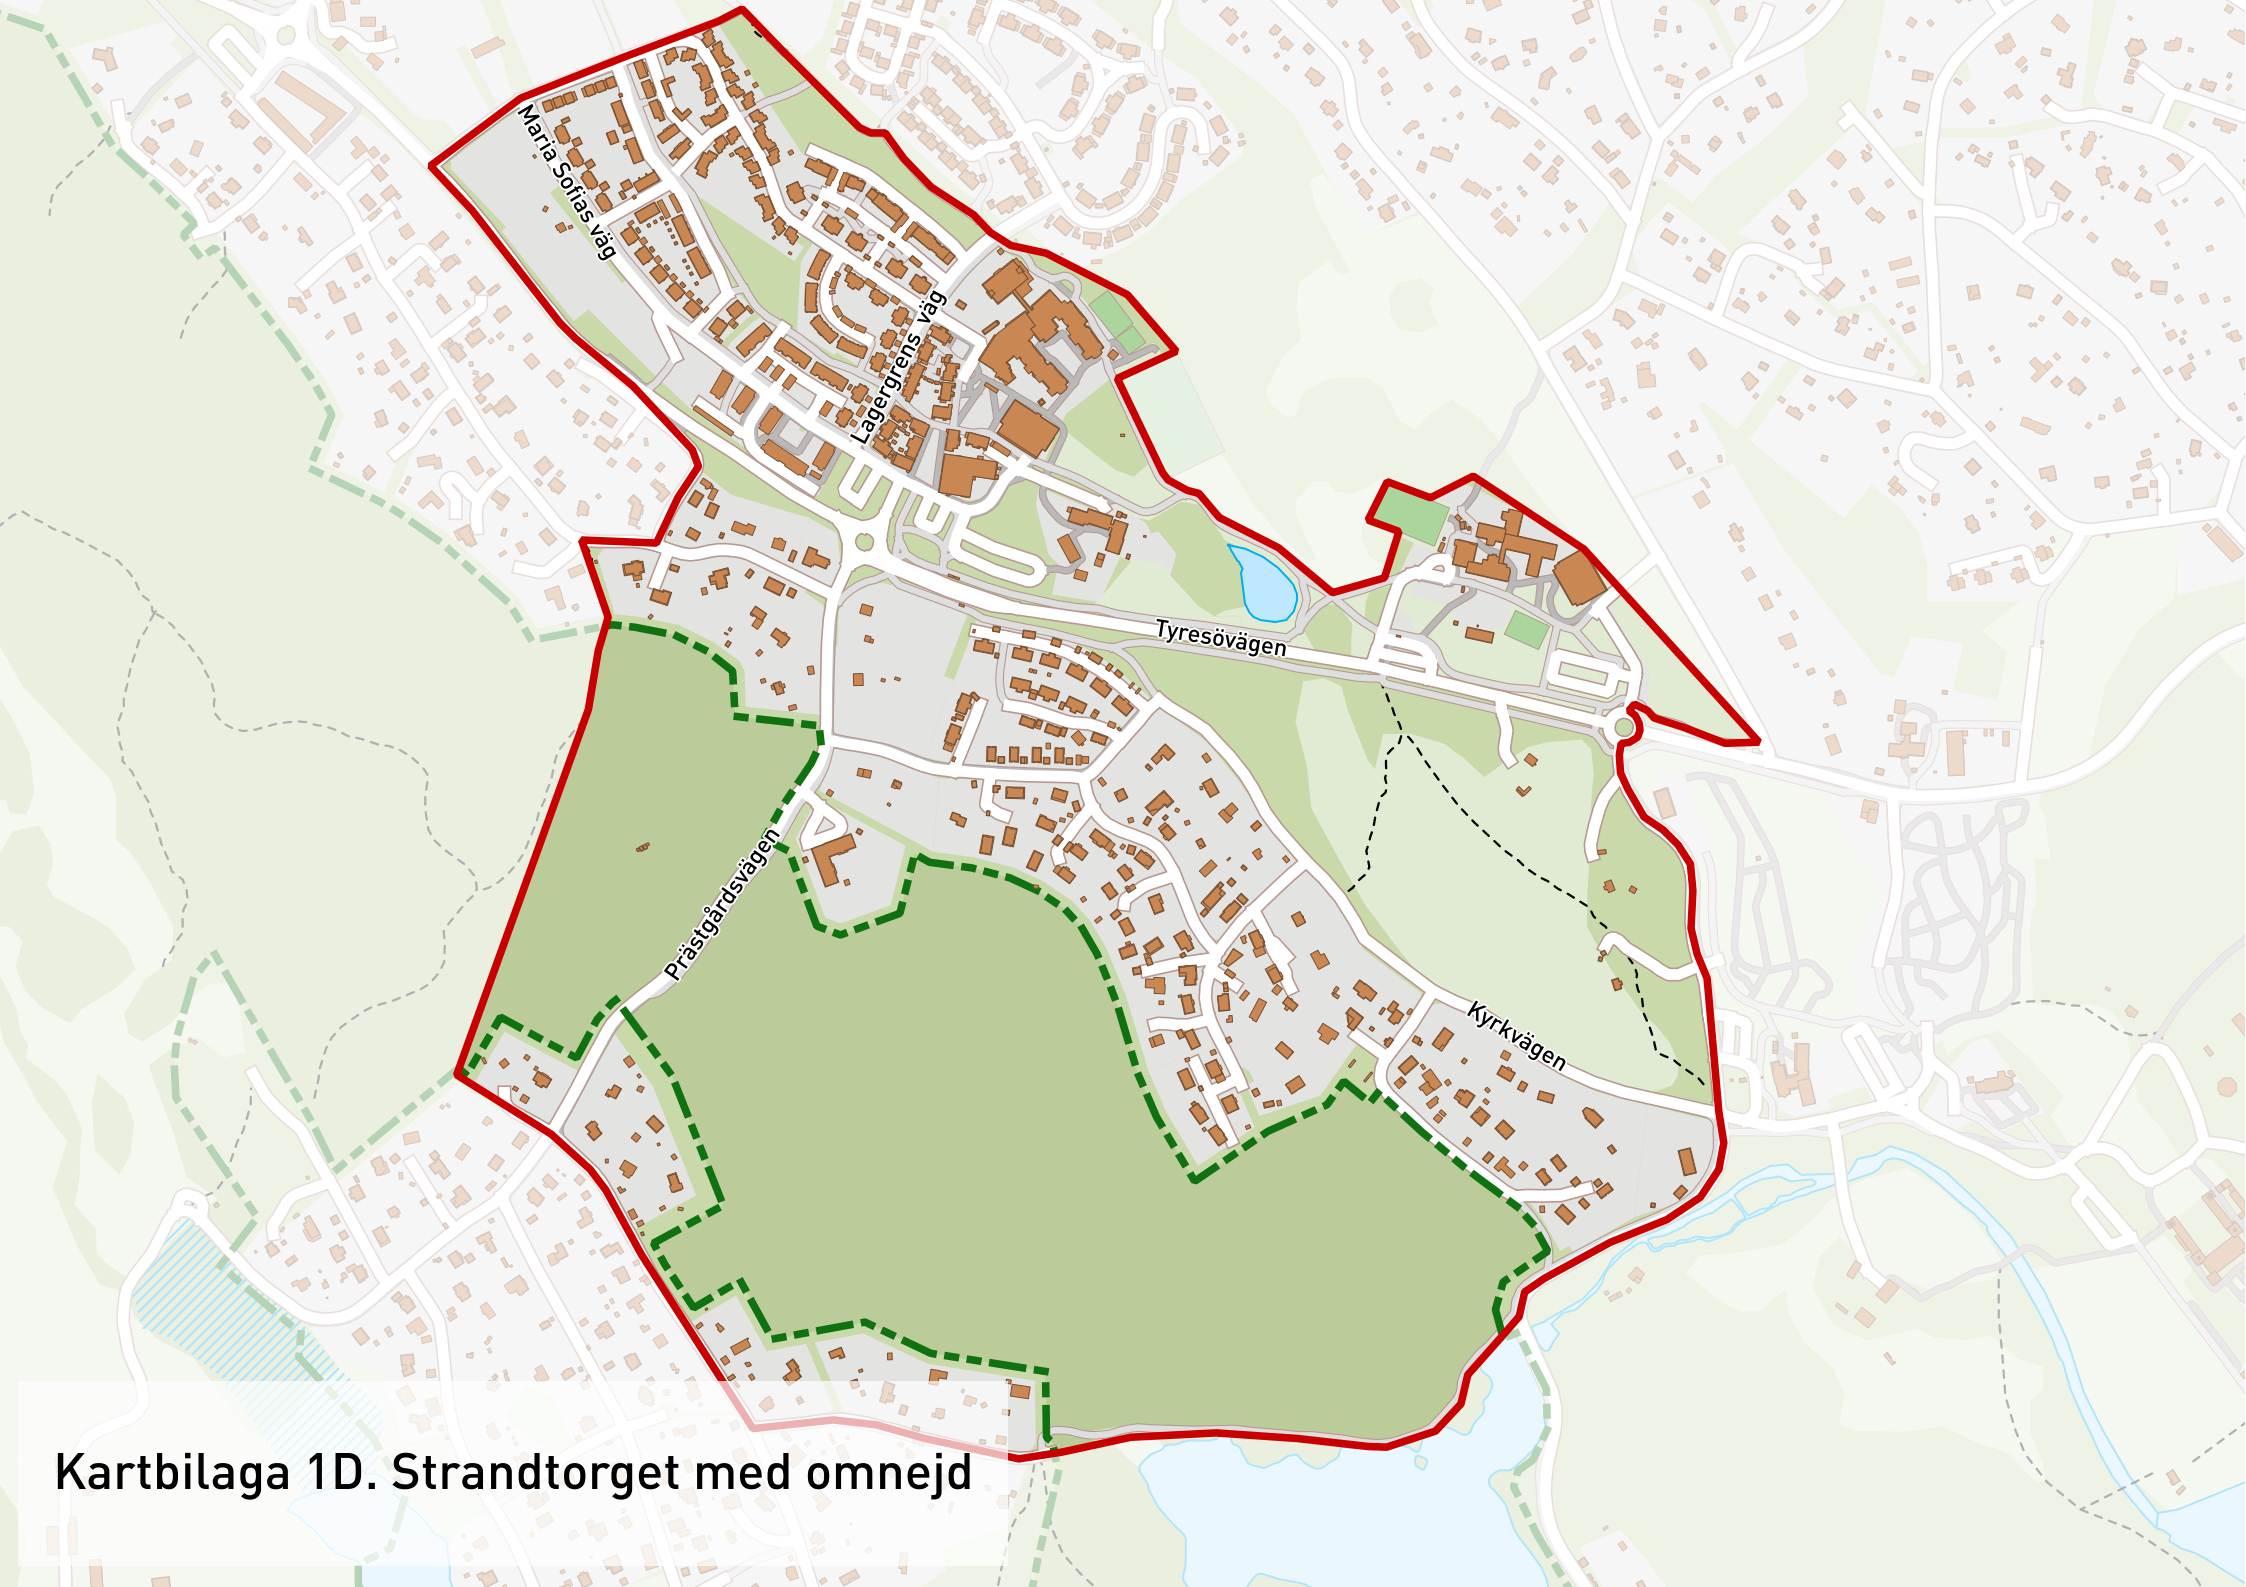 Maria Sofias väg
Lagergrens väg
Tyresövägen
Prästgårdsvägen
Kyrkvägen
Kartbilaga 1D. Strandtorget med omnejd